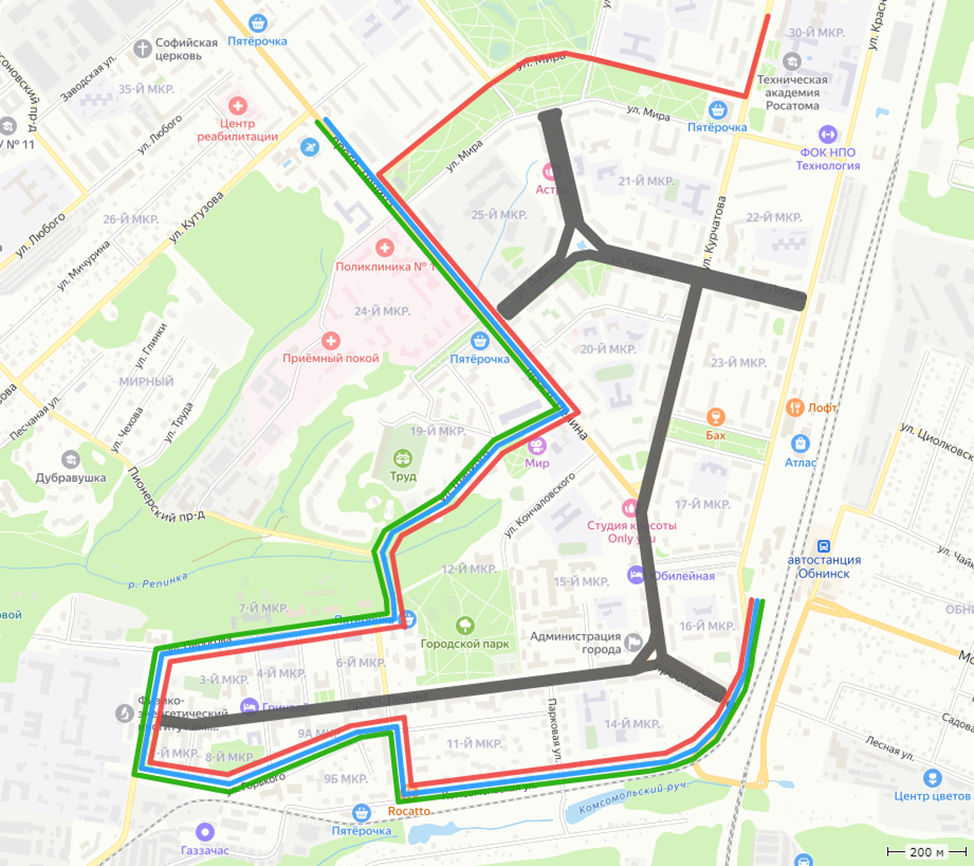 Пятёрочка
Софийская
церковь
Заводская ул.
35-Й МКР.
30-Й МКР.
Техническая
академия
Росатома
ул. Мира
Пятёрочка
ул. Мира
ФОК НПО
Технология
Центр
реабилитации
ул. Любого
№ 11
ул. Мира
26-Й МКР.
ул. Кутузова
ул. Любого
ул. Мичурина
25-Й МКР.
21-Й МКР.
22-Й МКР.
ул. Курчатова
Поликлиника №
24-Й МКР.
Приёмный покой
Пятёрочка
20-Й МКР.
23-Й МКР.
ул. Глинки
МИРНЫЙ
Песчаная ул.
ул. Чехова
ул. Труда
19-Й МКР.
Труд
Мир
Бах
Лофт
Атлас
ул. Циолковс
Дубравушка
Пионерский пр-д
ул. Кончаловского
17-Й МКР.
Студия красоты
Only you
автостанция
Обнинск
р. Репинка
12-Й МКР.
15-Й МКР.
Юбилейная
7-Й МКР.
Городской парк
Администрация
города
16-Й МКР.
3-Й МКР.
4-Й МКР.
6-Й МКР.
8-Й МКР.
9Б МКР.
11-Й МКР.
14-Й МКР.
Парковая ул.
Лесная ул.
Комсомольский руч.
Rocatto
Пятёрочка
Газзачас
Центр цветов
200 м